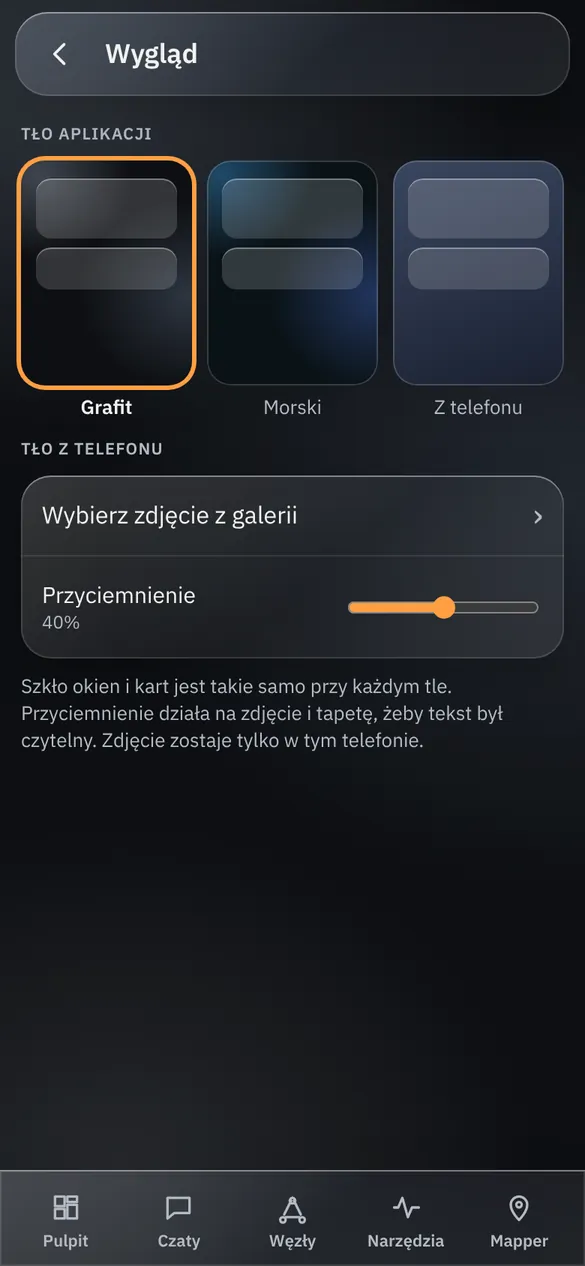 Wygląd
TŁO APLIKACJI
Grafit
Morski
Z telefonu
TŁO Z TELEFONU
Wybierz zdjęcie z galerii
Przyciemnienie
40%
Szkło okien i kart jest takie samo przy każdym tle.
Przyciemnienie działa na zdjęcie i tapetę, żeby tekst był
czytelny. Zdjęcie zostaje tylko w tym telefonie.
Pulpit
Czaty
Węzły
Narzędzia
Mapper